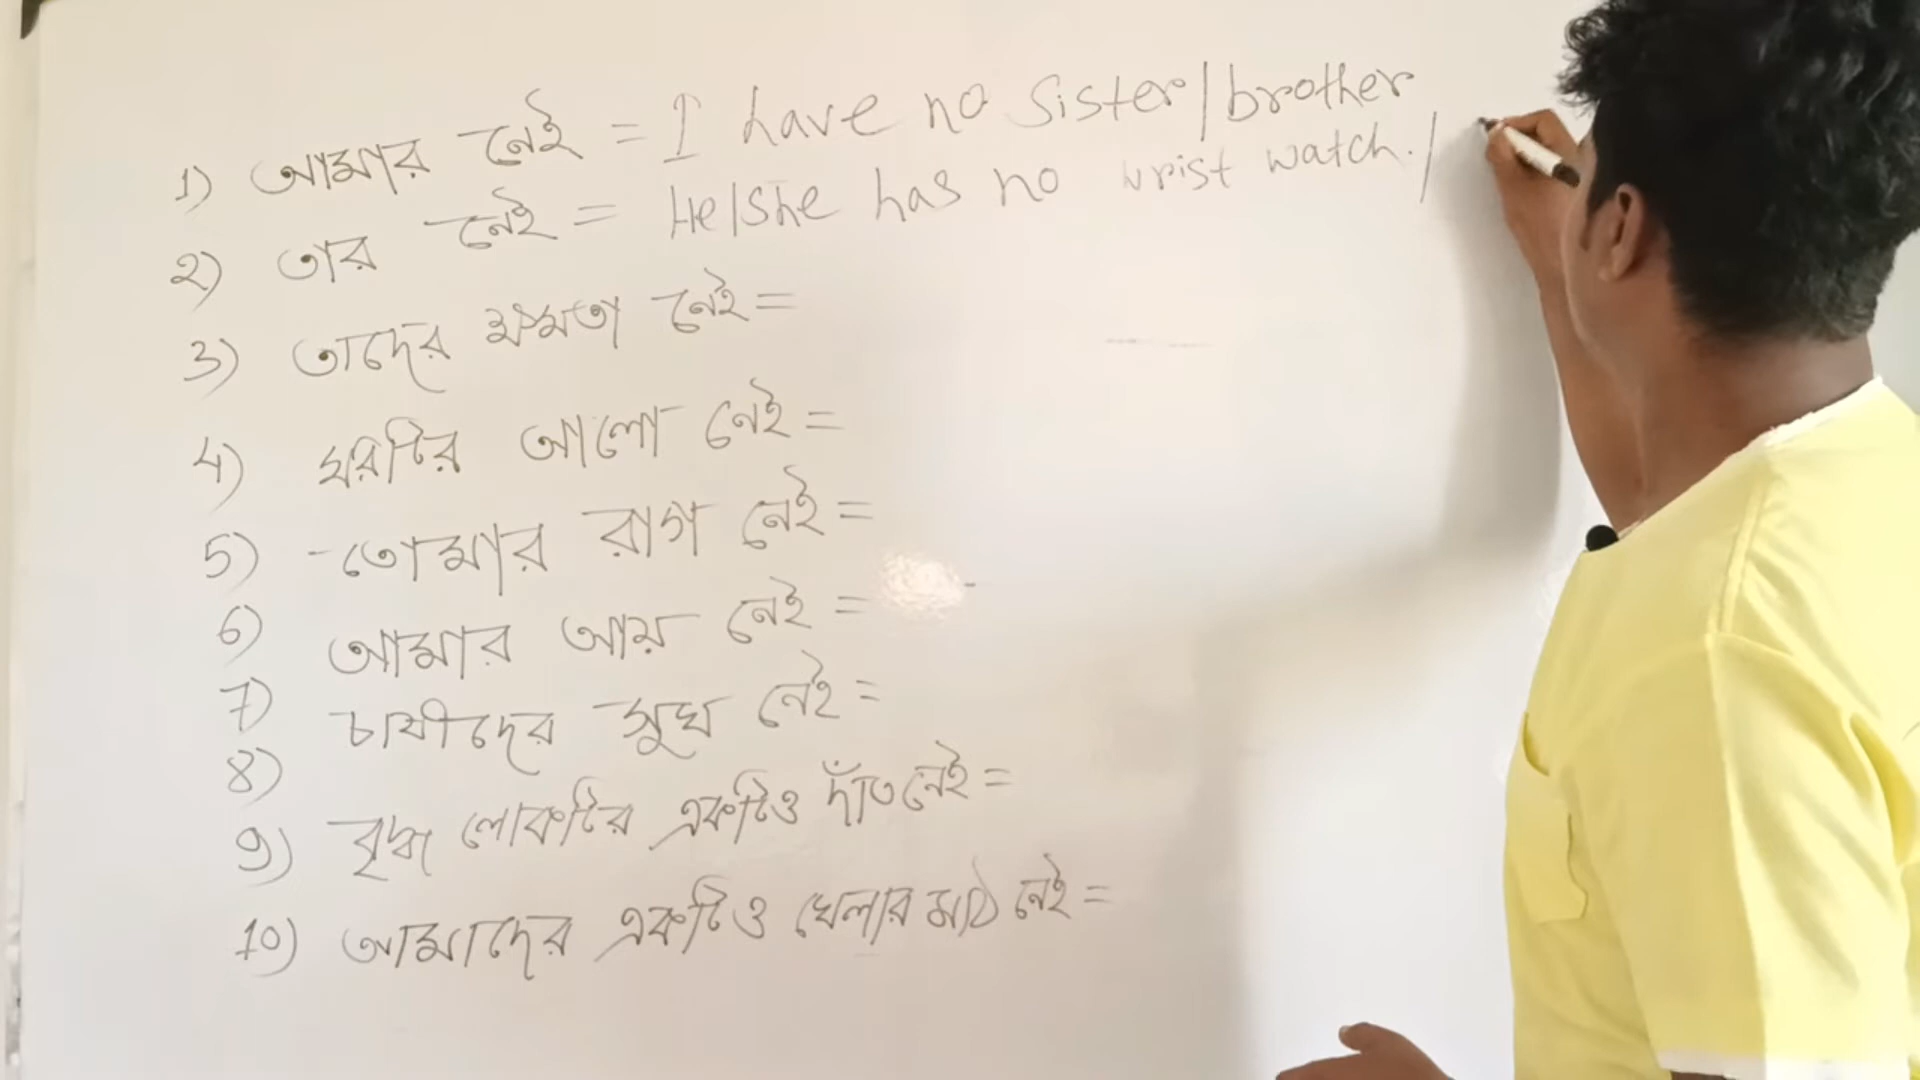 1) আমার নেই = I have no sister/brother
2) তার নেই = He/she has no wrist watch./
3) তাদের ক্ষমতা নেই =
4) ঘরটির আলো নেই =
5) তোমার রাগ নেই =
6) আমার আয় নেই =
7) চাষীদের সুখ নেই =
8)
9) বৃদ্ধ লোকটির একটিও দাঁত নেই =
10) আমাদের একটিও খেলার মাঠ নেই =